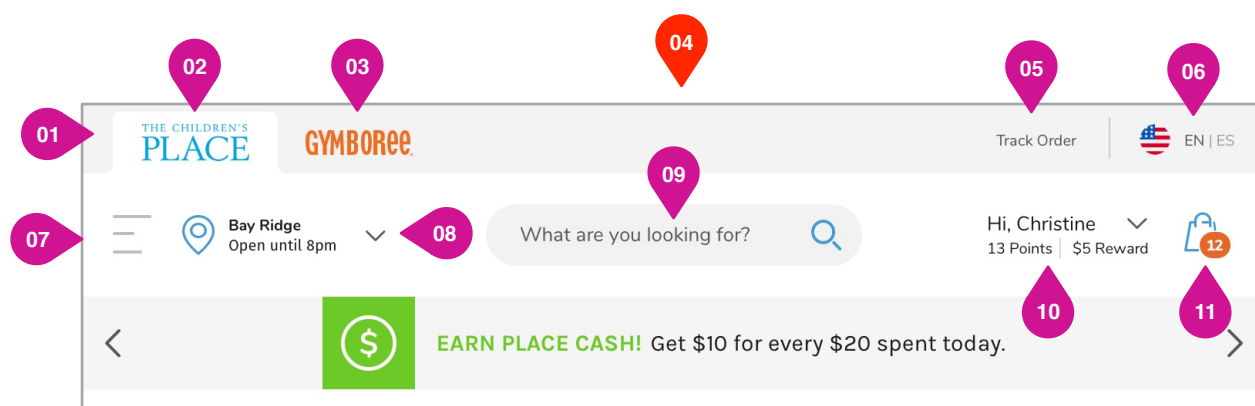 04
02
03
05
06
01
THE CHILDREN'S
PLACE
GYMBOREE
Track Order
EN | ES
09
07
Bay Ridge
Open until 8pm
08
What are you looking for?
Hi, Christine
13 Points | $5 Reward
12
10
11
$
EARN PLACE CASH! Get $10 for every $20 spent today.